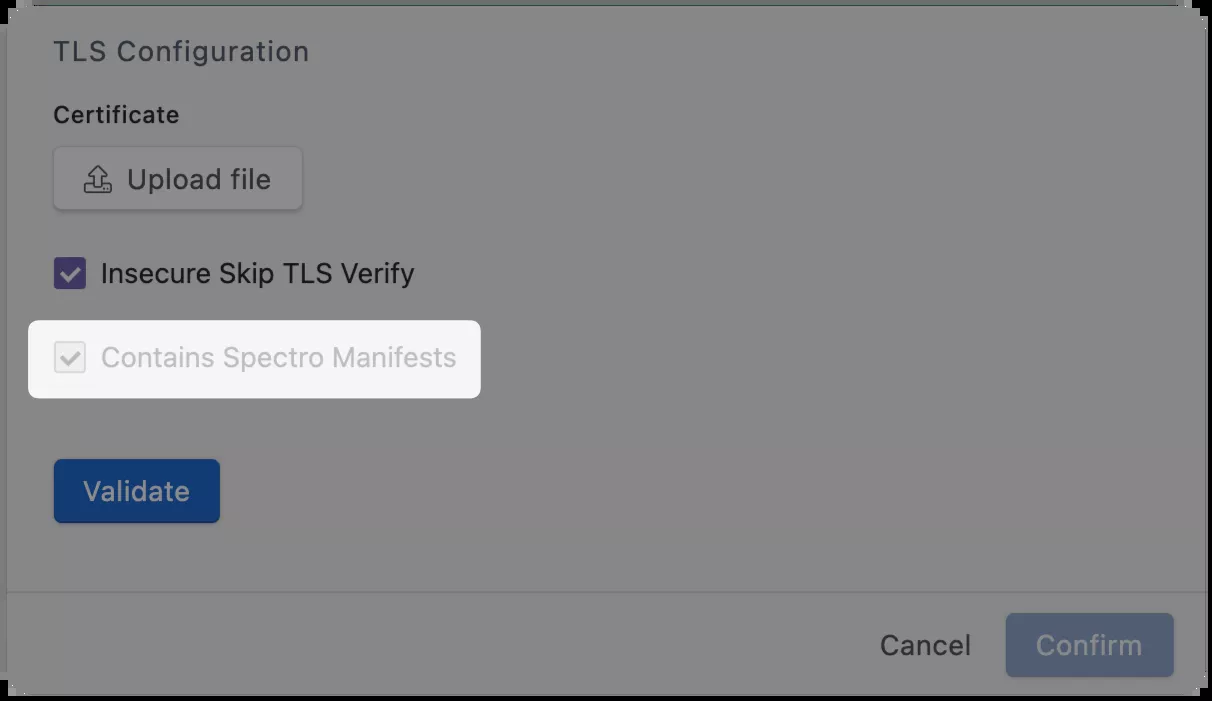 TLS Configuration
Certificate
Upload file
Insecure Skip TLS Verify
Contains Spectro Manifests
Validate
Cancel
Confirm